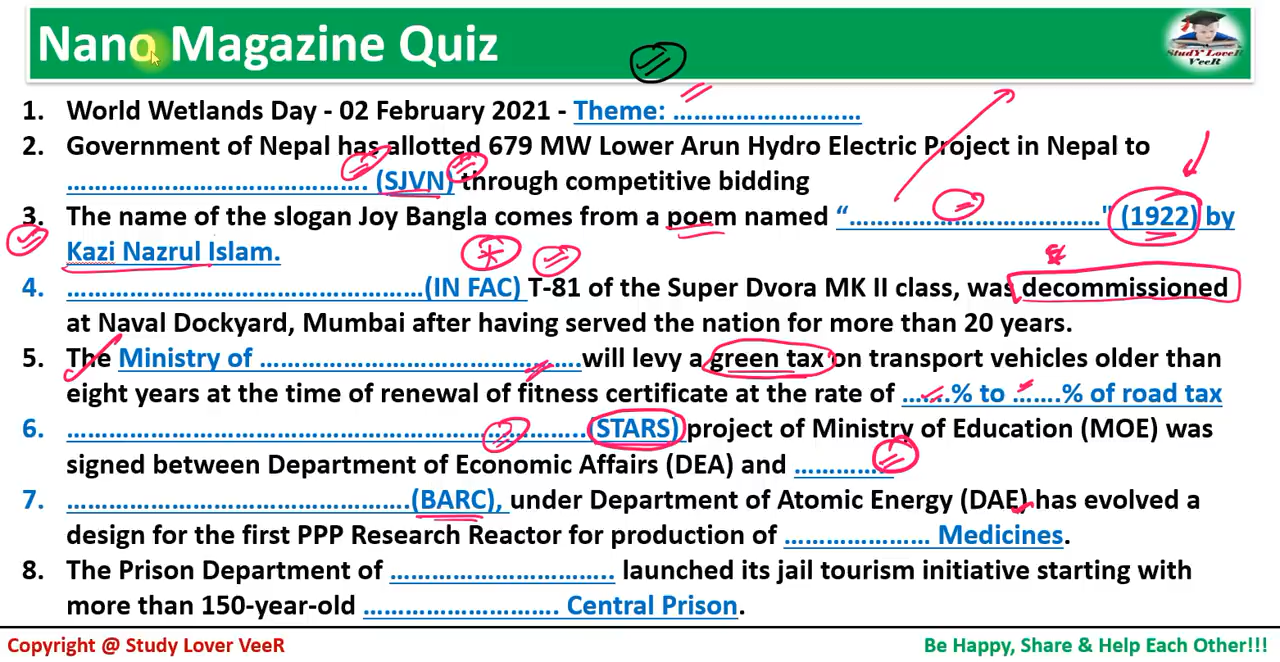 Nano Magazine Quiz
StudY LoveR
VeeR
1. World Wetlands Day - 02 February 2021 - Theme: ………………………
2. Government of Nepal has allotted 679 MW Lower Arun Hydro Electric Project in Nepal to
……………………………………. (SJVN) through competitive bidding
3. The name of the slogan Joy Bangla comes from a poem named “………………………………" (1922) by
Kazi Nazrul Islam.
4. ……………………………………………(IN FAC) T-81 of the Super Dvora MK II class, was decommissioned
at Naval Dockyard, Mumbai after having served the nation for more than 20 years.
5. The Ministry of ……………………………………….will levy a green tax on transport vehicles older than
eight years at the time of renewal of fitness certificate at the rate of …….% to …….% of road tax
6. ……………………………………………………………..(STARS) project of Ministry of Education (MOE) was
signed between Department of Economic Affairs (DEA) and …………..
7. ………………………………………….(BARC), under Department of Atomic Energy (DAE) has evolved a
design for the first PPP Research Reactor for production of ………………… Medicines.
8. The Prison Department of ………………………….. launched its jail tourism initiative starting with
more than 150-year-old ………………………. Central Prison.
Copyright @ Study Lover VeeR
Be Happy, Share & Help Each Other!!!